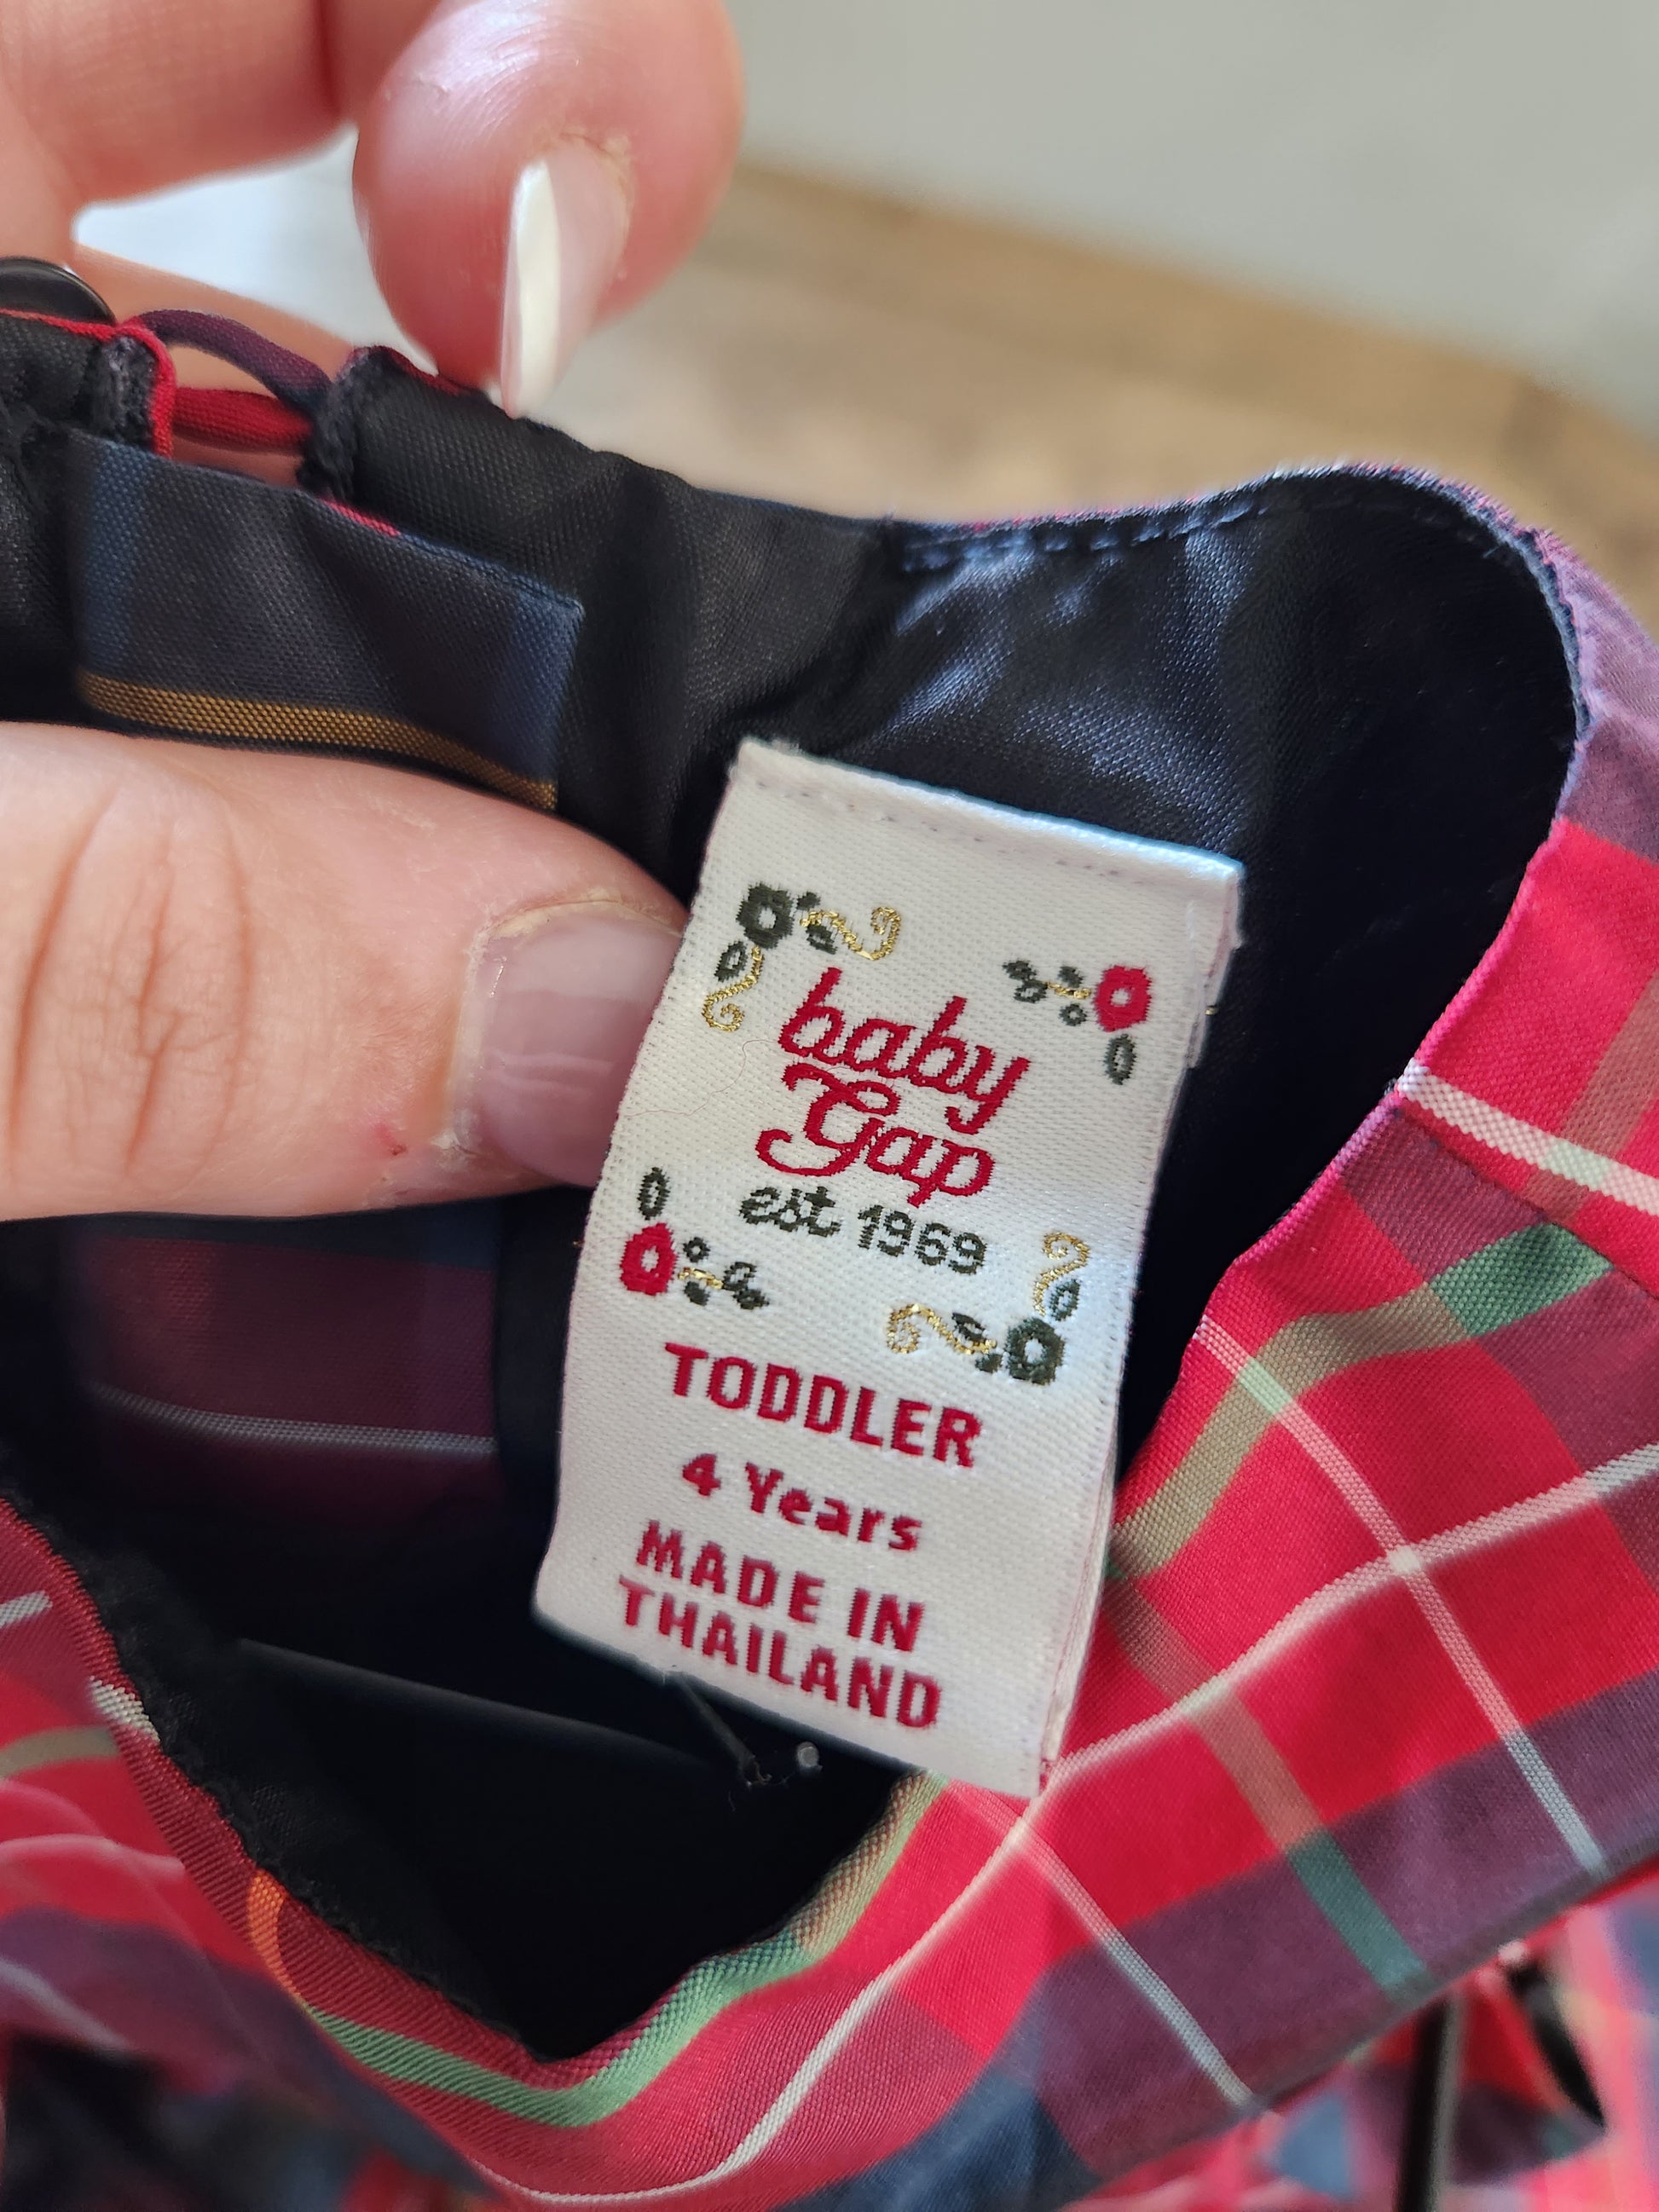 baby
Gap
est 1969
TODDLER
4 Years
MADE IN
THAILAND